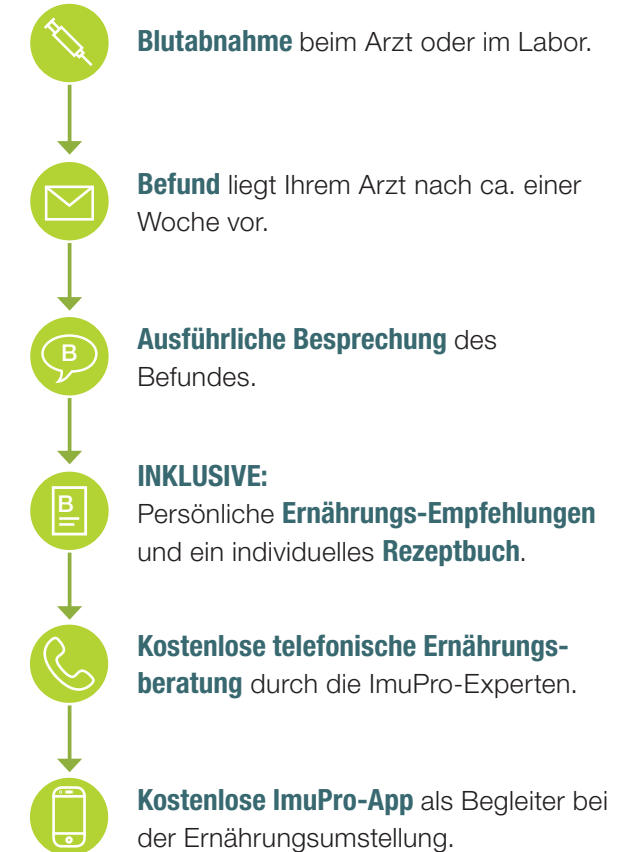 Blutabnahme beim Arzt oder im Labor.
Befund liegt Ihrem Arzt nach ca. einer
Woche vor.
B
Ausführliche Besprechung des
Befundes.
B
INKLUSIVE:
Persönliche Ernährungs-Empfehlungen
und ein individuelles Rezeptbuch.
Kostenlose telefonische Ernährungs-
beratung durch die ImuPro-Experten.
Kostenlose ImuPro-App als Begleiter bei
der Ernährungsumstellung.